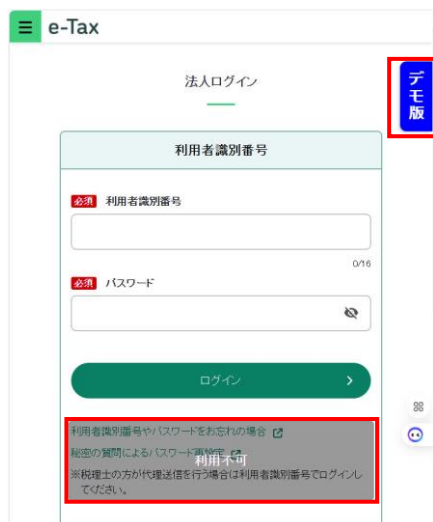 e-Tax
法人ログイン
デモ版
利用者識別番号
必須 利用者識別番号
0/16
必須 パスワード
ログイン
利用者識別番号やパスワードをお忘れの場合
秘密の質問によるパスワード再設定
利用不可
※税理士の方が代理送信を行う場合は利用者識別番号でログインし
てください。